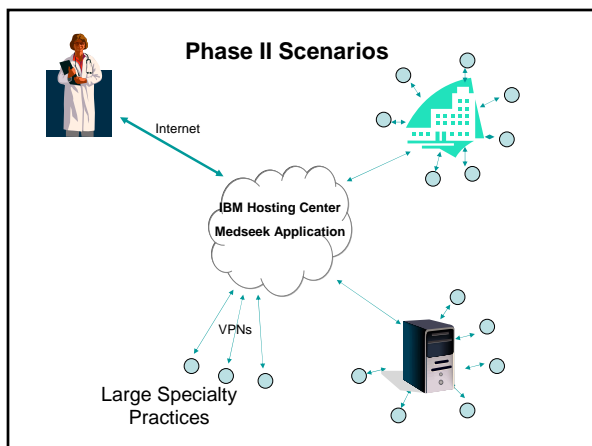 Phase II Scenarios
Internet
IBM Hosting Center
Medseek Application
VPNs
Large Specialty
Practices